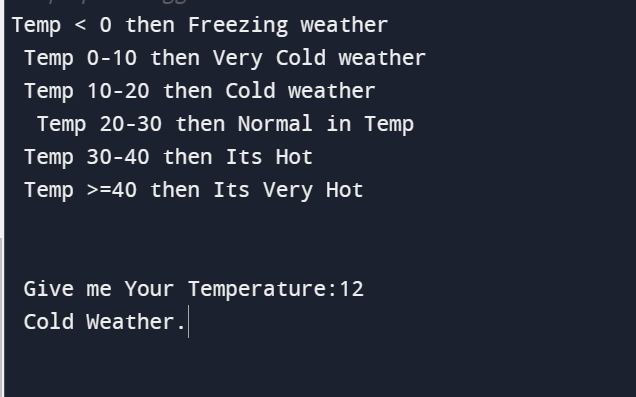 Temp < 0 then Freezing weather
Temp 0-10 then Very Cold weather
Temp 10-20 then Cold weather
Temp 20-30 then Normal in Temp
Temp 30-40 then Its Hot
Temp >=40 then Its Very Hot
Give me Your Temperature:12
Cold Weather.